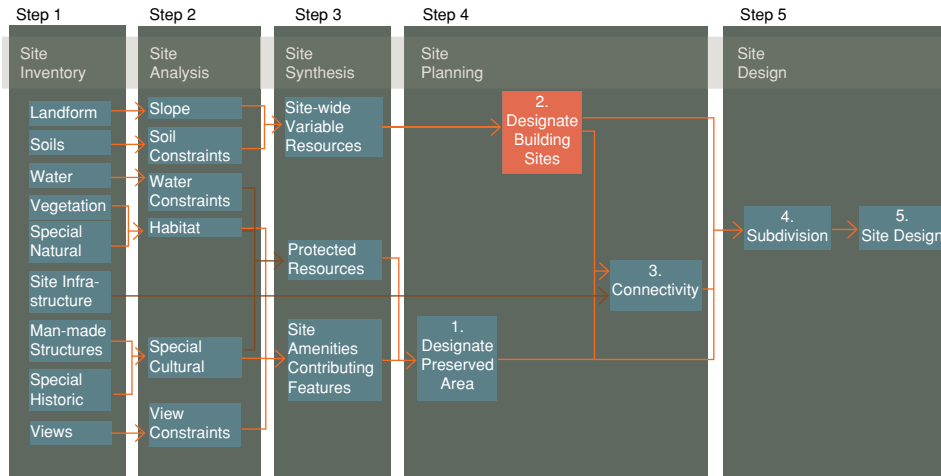 Step 1
Step 2
Step 3
Step 4
Step 5
Site
Inventory
Site
Analysis
Site
Synthesis
Site
Planning
Site
Design
Landform
Soils
Water
Vegetation
Special
Natural
Site Infra-
structure
Man-made
Structures
Special
Historic
Views
Slope
Soil
Constraints
Water
Constraints
Habitat
Special
Cultural
View
Constraints
Site-wide
Variable
Resources
Protected
Resources
Site
Amenities
Contributing
Features
1.
Designate
Preserved
Area
2.
Designate
Building
Sites
3.
Connectivity
4.
Subdivision
5.
Site Design